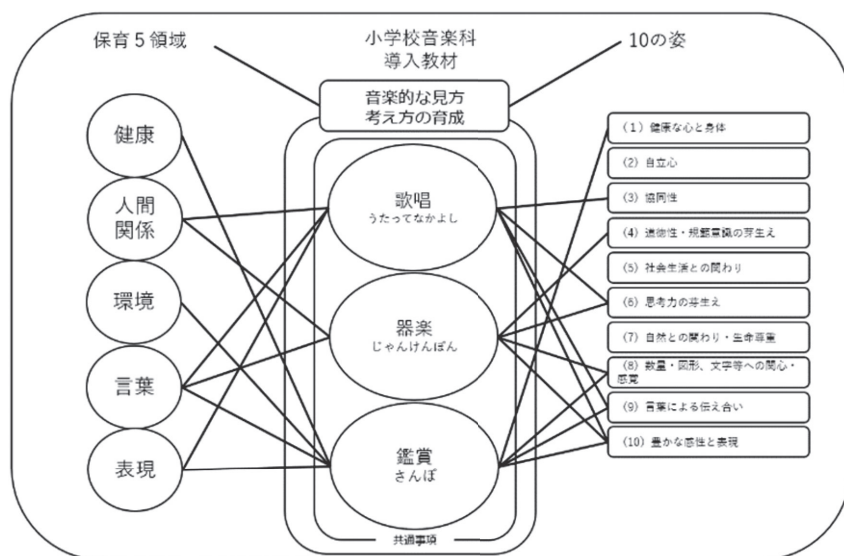 保育５領域
小学校音楽科
導入教材
10の姿
音楽的な見方
考え方の育成
健康
人間
関係
環境
言葉
表現
歌唱
うたってなかよし
器楽
じゃんけんぽん
鑑賞
さんぽ
共通事項
（1）健康な心と身体
（2）自立心
（3）協同性
（4）道徳性・規範意識の芽生え
（5）社会生活との関わり
（6）思考力の芽生え
（7）自然との関わり・生命尊重
（8）数量・図形、文字等への関心・
感覚
（9）言葉による伝え合い
（10）豊かな感性と表現